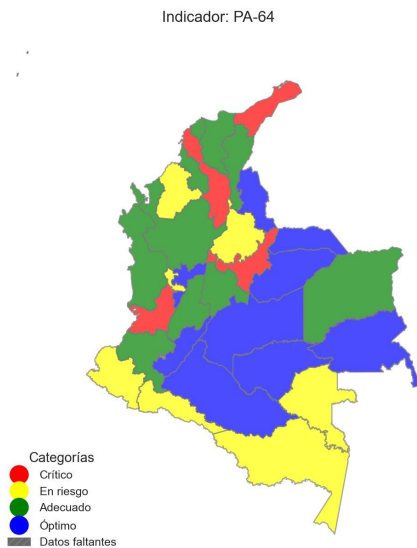 Indicador: PA-64
Categorías
Crítico
En riesgo
Adecuado
Óptimo
Datos faltantes